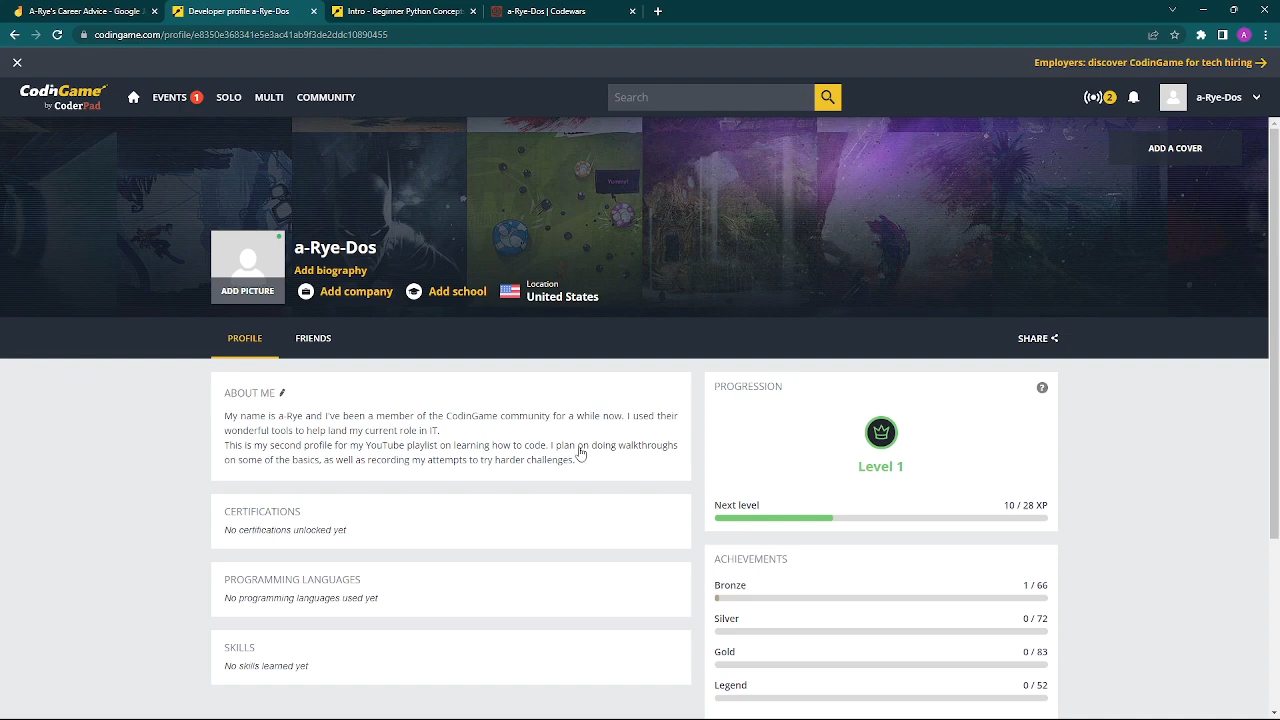 A-Rye's Career Advice - Google J
Developer profile a-Rye-Dos
Intro - Beginner Python Concept
a-Rye-Dos | Codewars
codingame.com/profile/e8350e368341e5e3ac41ab9f3de2ddc10890455
A
Employers: discover CodinGame for tech hiring
CodinGame
by CoderPad
EVENTS 1 SOLO MULTI COMMUNITY
Search
2
a-Rye-Dos
ADD A COVER
Yummy!
a-Rye-Dos
Add biography
ADD PICTURE
Add company
Add school
Location
United States
PROFILE FRIENDS
SHARE
ABOUT ME
My name is a-Rye and I've been a member of the CodinGame community for a while now. I used their
wonderful tools to help land my current role in IT.
This is my second profile for my YouTube playlist on learning how to code. I plan on doing walkthroughs
on some of the basics, as well as recording my attempts to try harder challenges.
CERTIFICATIONS
No certifications unlocked yet
PROGRAMMING LANGUAGES
No programming languages used yet
SKILLS
No skills learned yet
PROGRESSION
?
Level 1
Next level 10 / 28 XP
ACHIEVEMENTS
Bronze 1 / 66
Silver 0 / 72
Gold 0 / 83
Legend 0 / 52